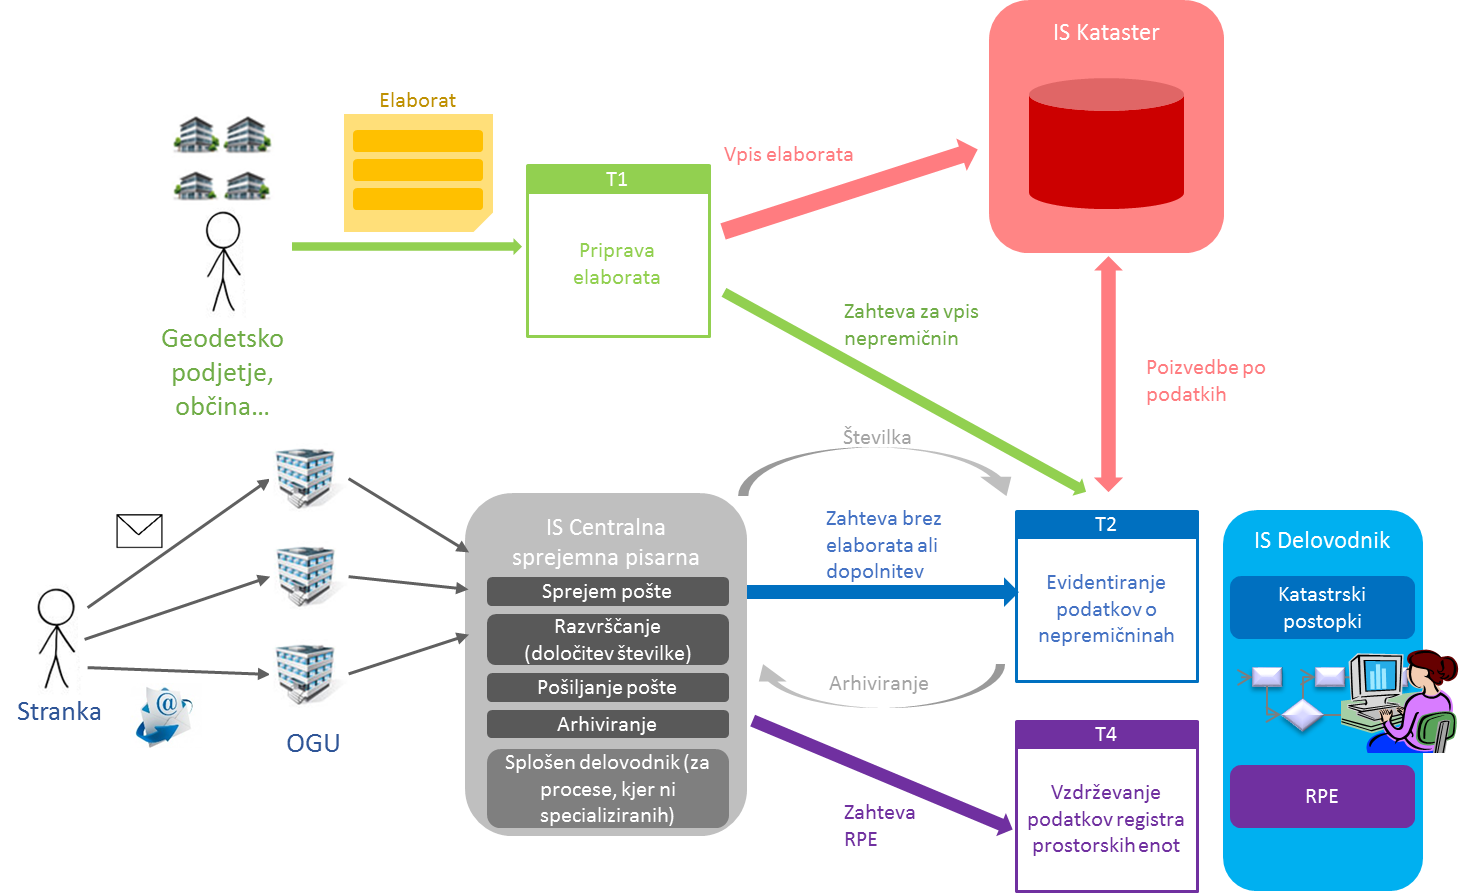 IS Kataster
Elaborat
Vpis elaborata
T1
Priprava
elaborata
Zahteva za vpis
nepremičnin
Geodetsko
podjetje,
občina...
Poizvedbe po
podatkih
Številka
IS Centralna
sprejemna pisarna
Sprejem pošte
Razvrščanje
(določitev številke)
Pošiljanje pošte
Arhiviranje
Splošen delovodnik (za
procese, kjer ni
specializiranih)
Zahteva brez
elaborata ali
dopolnitev
T2
Evidentiranje
podatkov o
nepremičninah
IS Delovodnik
Katastrski
postopki
RPE
Arhiviranje
Stranka
@
OGU
Zahteva
RPE
T4
Vzdrževanje
podatkov registra
prostorskih enot